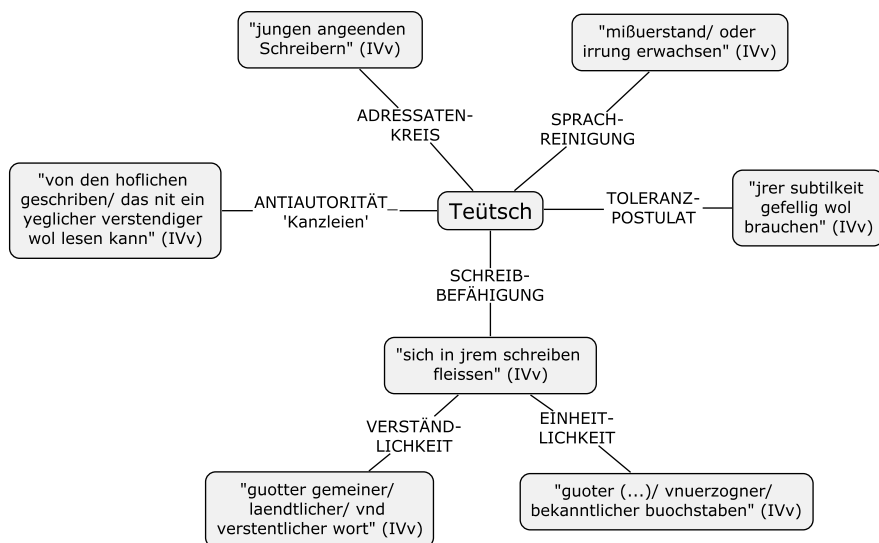 "jungen angeenden
Schreibern" (IVv)
"mißuerstand/ oder
irrung erwachsen" (IVv)
ADRESSATEN-
KREIS
SPRACH-
REINIGUNG
"von den hoflichen
geschriben/ das nit ein
yeglicher verstendiger
wol lesen kann" (IVv)
ANTIAUTORITÄT_
'Kanzleien'
Teütsch
TOLERANZ-
POSTULAT
"jrer subtilkeit
gefellig wol
brauchen" (IVv)
SCHREIB-
BEFÄHIGUNG
"sich in jrem schreiben
fleissen" (IVv)
VERSTÄND-
LICHKEIT
EINHEIT-
LICHKEIT
"guotter gemeiner/
laendtlicher/ vnd
verstentlicher wort" (IVv)
"guoter (...)/ vnuerzogner/
bekanntlicher buochstaben" (IVv)